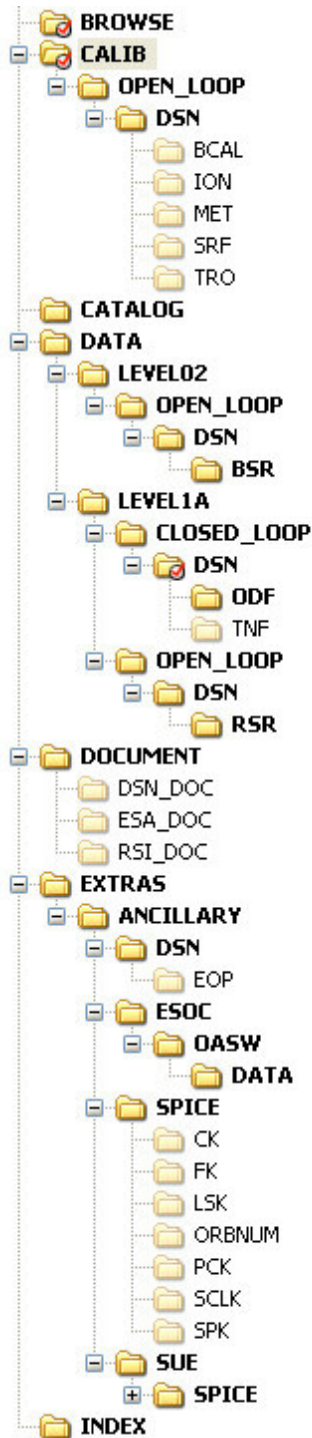 BROWSE
CALIB
OPEN_LOOP
DSN
BCAL
ION
MET
SRF
TRO
CATALOG
DATA
LEVEL02
OPEN_LOOP
DSN
BSR
LEVEL1A
CLOSED_LOOP
DSN
ODF
TNF
OPEN_LOOP
DSN
RSR
DOCUMENT
DSN_DOC
ESA_DOC
RSI_DOC
EXTRAS
ANCILLARY
DSN
EOP
ESOC
OASW
DATA
SPICE
CK
FK
LSK
ORBNUM
PCK
SCLK
SPK
SUE
SPICE
INDEX